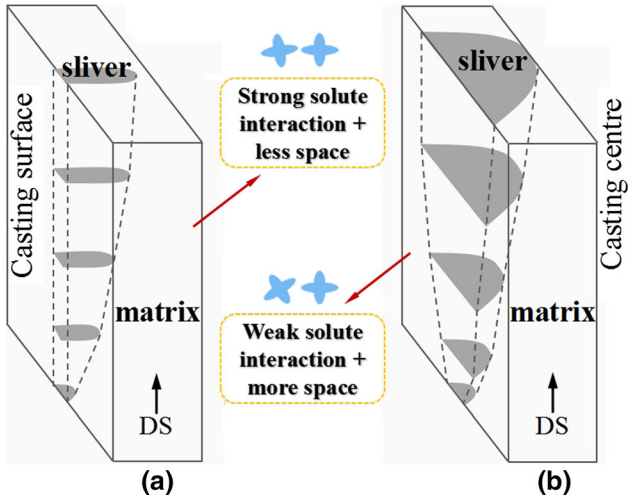 sliver
Casting surface
matrix
DS
(a)
Strong solute
interaction +
less space
Weak solute
interaction +
more space
sliver
Casting centre
matrix
DS
(b)